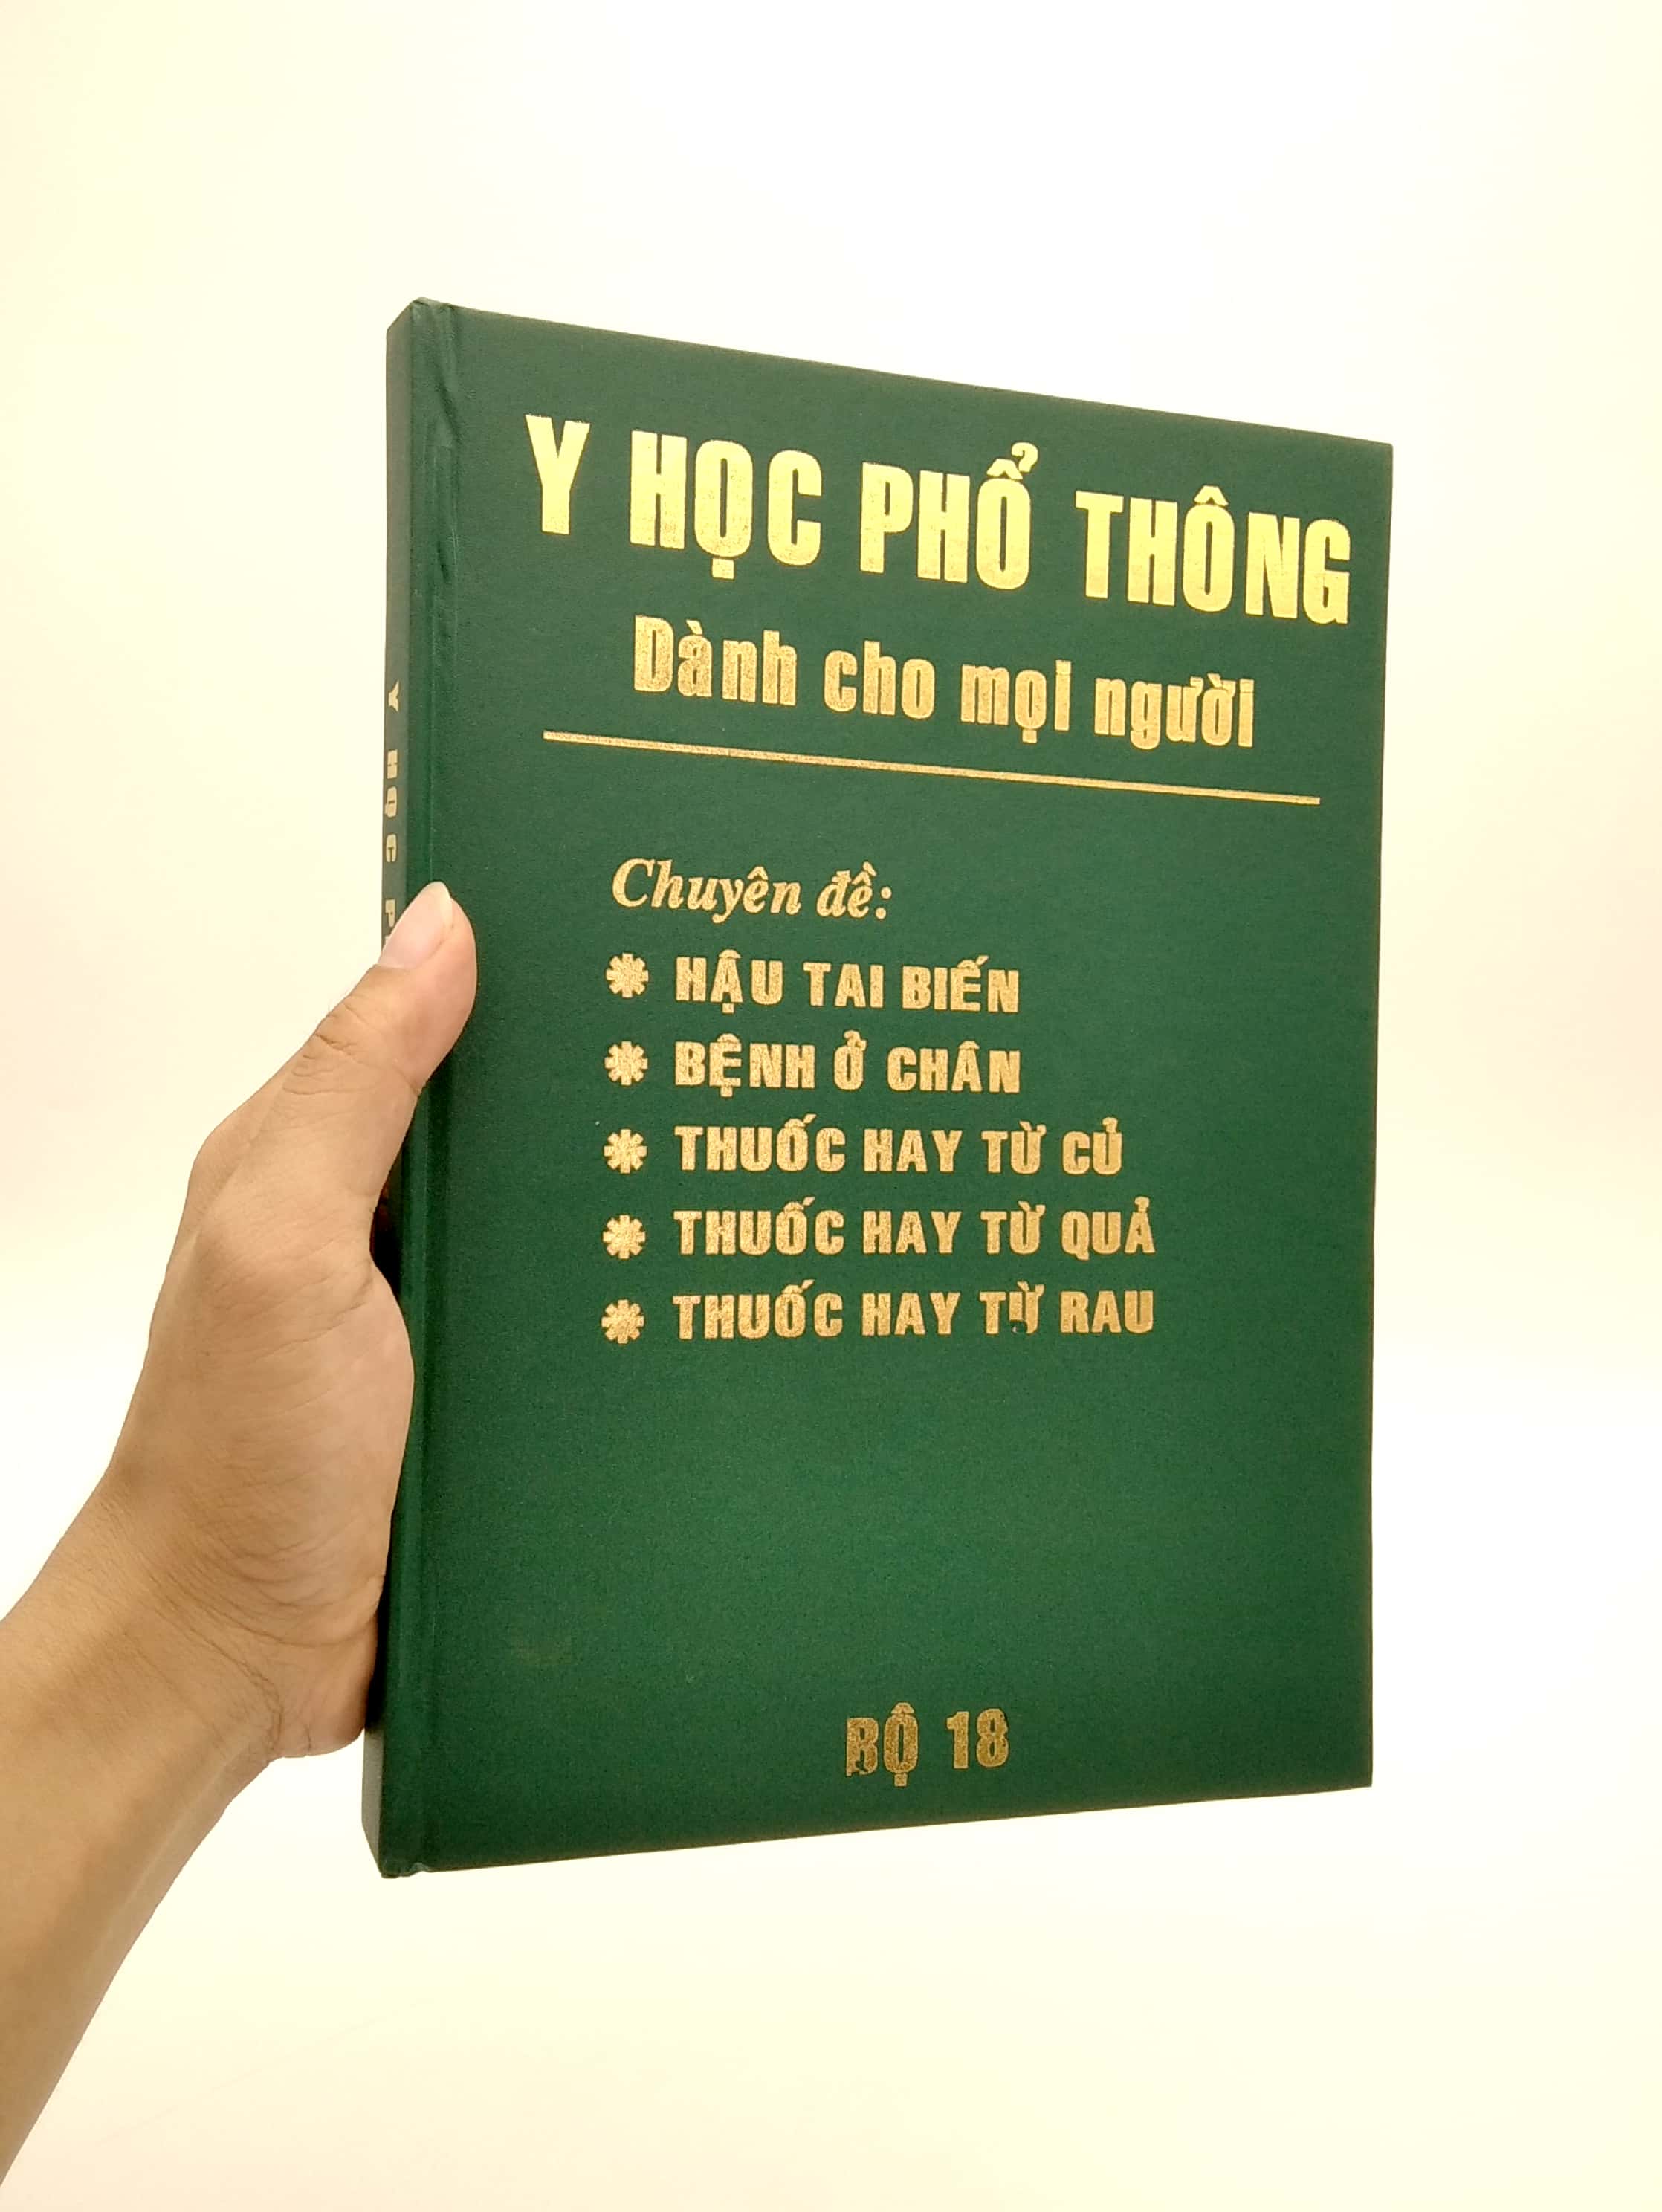 Y HỌC PHỔ THÔNG
Dành cho mọi người
Chuyên đề:
* HẬU TAI BIẾN
* BỆNH Ở CHÂN
* THUỐC HAY TỪ CỦ
* THUỐC HAY TỪ QUẢ
* THUỐC HAY TỪ RAU
BỘ 18
Y HỌC